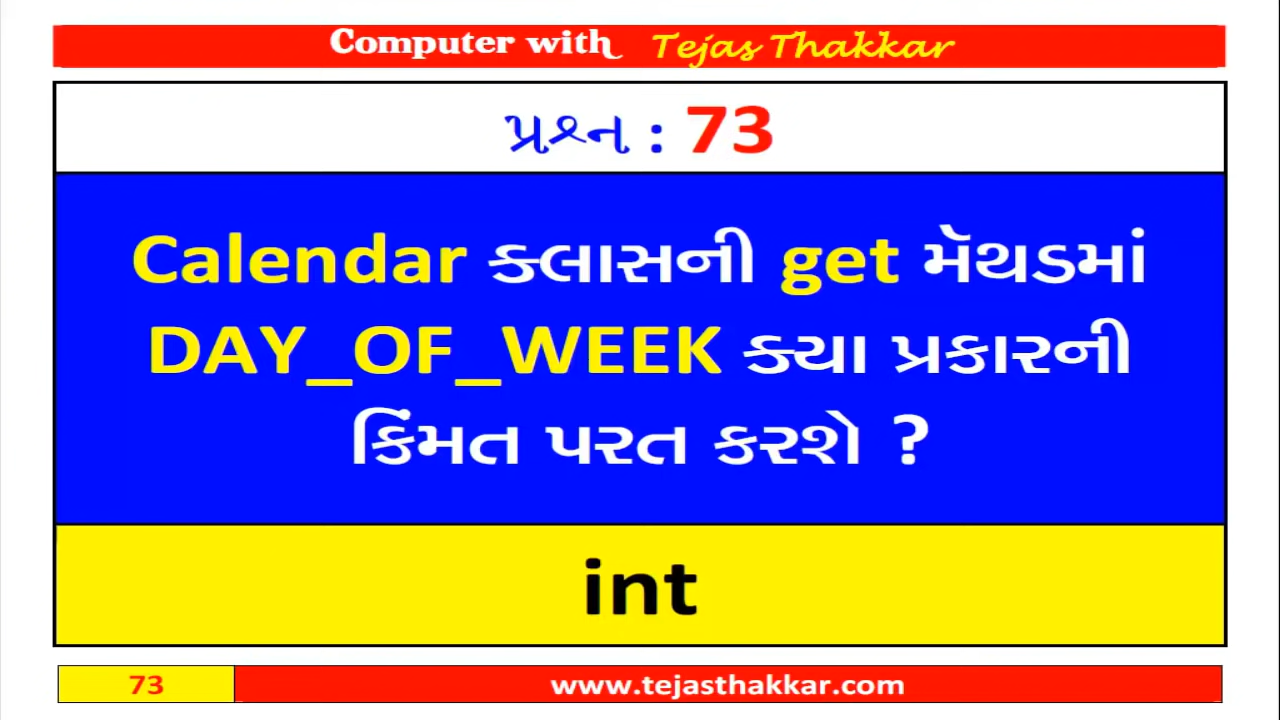 Computer with Tejas Thakkar
પ્રશ્ન : 73
Calendar ક્લાસની get મેથડમાં
DAY_OF_WEEK ક્યા પ્રકારની
કિંમત પરત કરશે ?
int
73 www.tejasthakkar.com